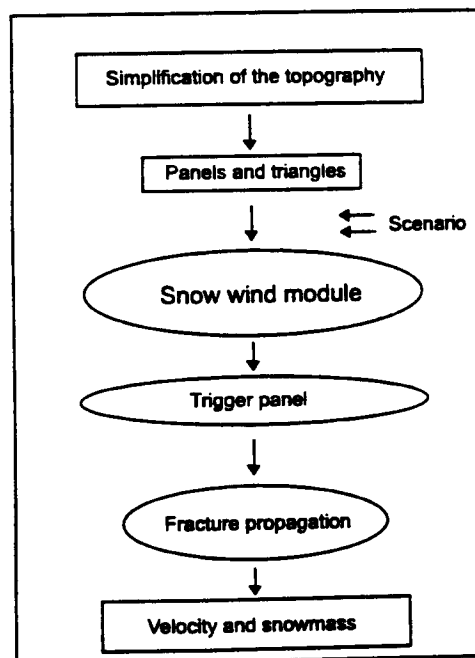 Simplification of the topography
Panels and triangles
Scenario
Snow wind module
Trigger panel
Fracture propagation
Velocity and snowmass